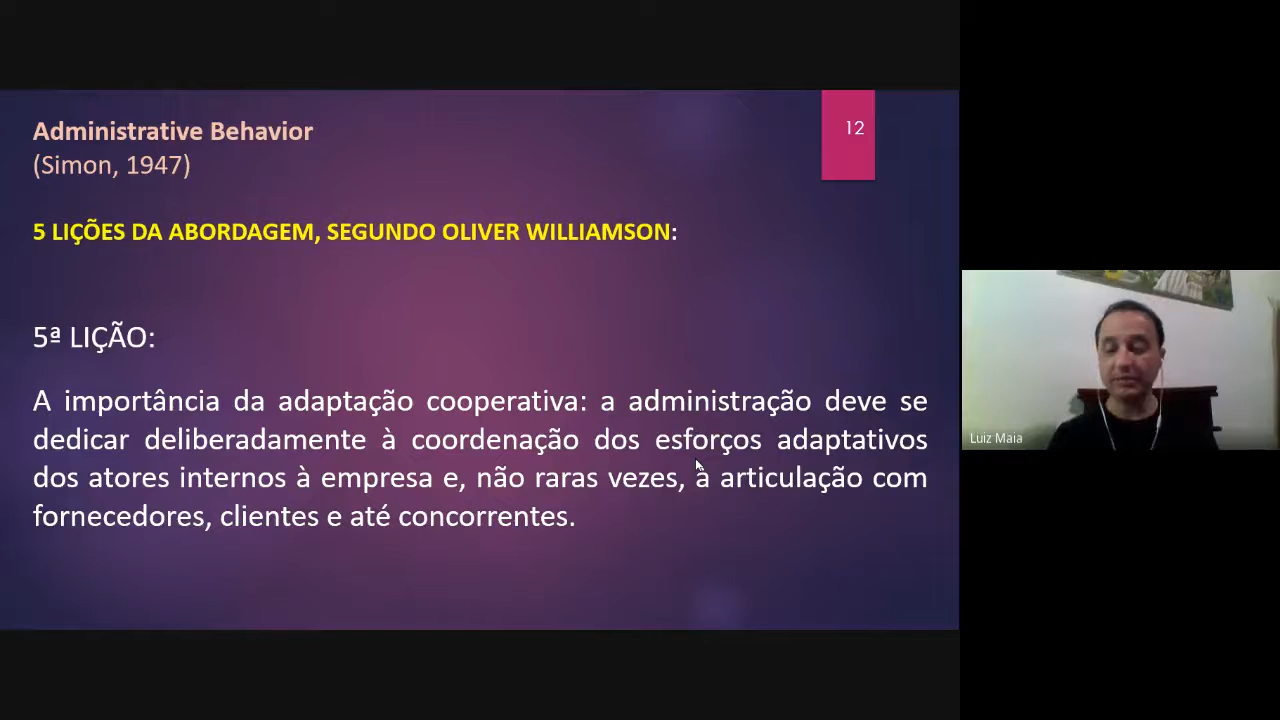 Administrative Behavior
(Simon, 1947)
12
5 LIÇÕES DA ABORDAGEM, SEGUNDO OLIVER WILLIAMSON:
5ª LIÇÃO:
A importância da adaptação cooperativa: a administração deve se
dedicar deliberadamente à coordenação dos esforços adaptativos
dos atores internos à empresa e, não raras vezes, à articulação com
fornecedores, clientes e até concorrentes.
Luiz Maia